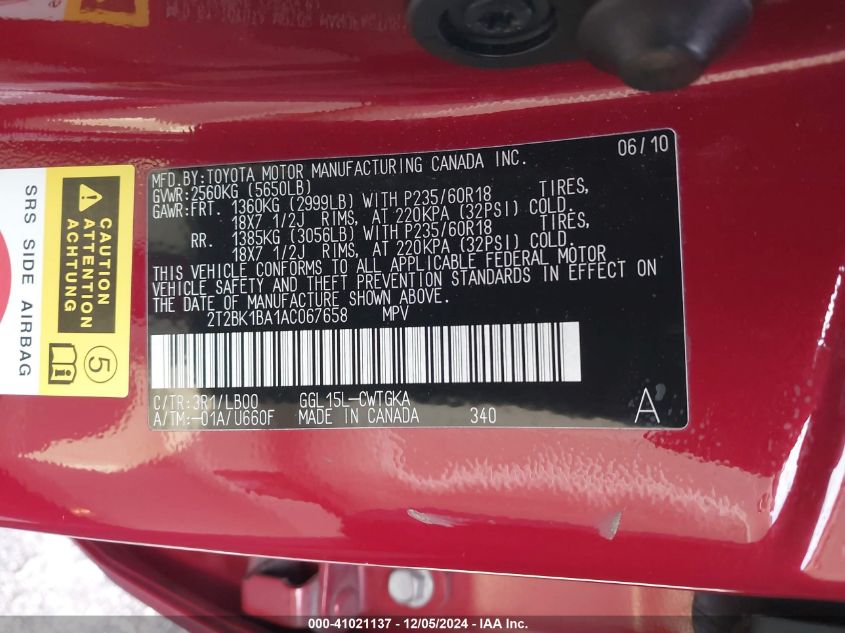 MFD.BY:TOYOTA MOTOR MANUFACTURING CANADA INC. 06/10
GVWR:2560KG (5650LB)
GAWR:FRT. 1360KG (2999LB) WITH P235/60R18 TIRES,
18X7 1/2J RIMS, AT 220KPA (32PSI) COLD.
RR. 1385KG (3056LB) WITH P235/60R18 TIRES,
18X7 1/2J RIMS, AT 220KPA (32PSI) COLD.
THIS VEHICLE CONFORMS TO ALL APPLICABLE FEDERAL MOTOR
VEHICLE SAFETY AND THEFT PREVENTION STANDARDS IN EFFECT ON
THE DATE OF MANUFACTURE SHOWN ABOVE.
2T2BK1BA1AC067658 MPV
C/TR:3R1/LB00 GGL15L-CWTGKA
A/TM:-01A/U660F MADE IN CANADA 340 A
SRS SIDE AIRBAG
CAUTION
ATTENTION
ACHTUNG
5
000-41021137 - 12/05/2024 - IAA Inc.